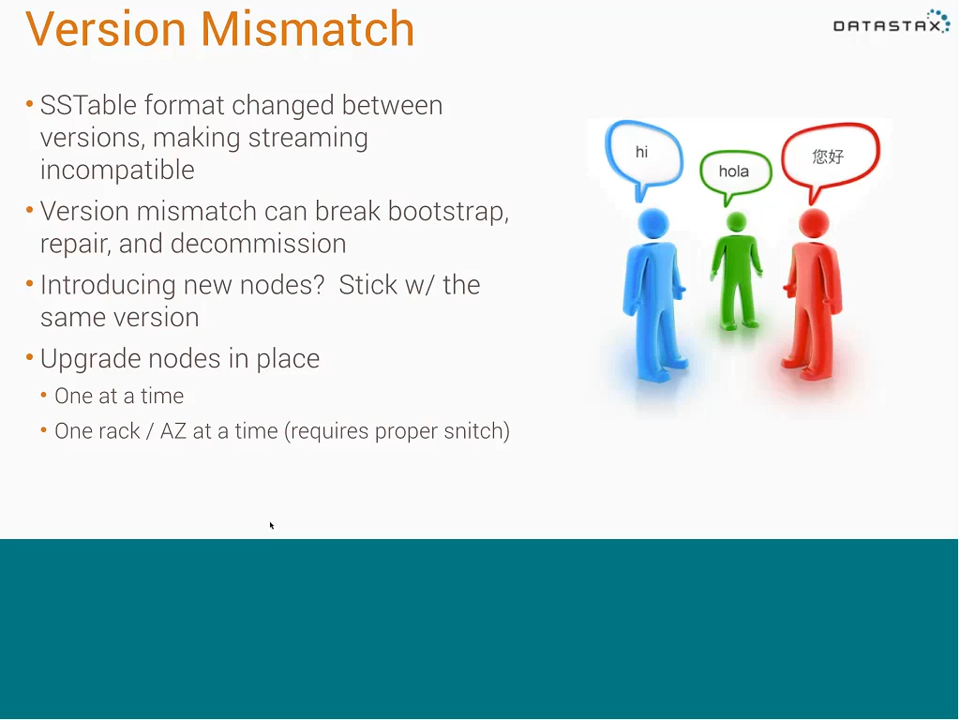 Version Mismatch
DATASTAX
• SSTable format changed between
versions, making streaming
incompatible
• Version mismatch can break bootstrap,
repair, and decommission
• Introducing new nodes?  Stick w/ the
same version
• Upgrade nodes in place
• One at a time
• One rack / AZ at a time (requires proper snitch)
hi
hola
您好